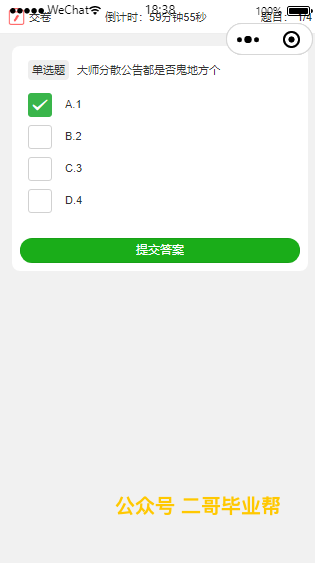 WeChat 18:38 100%
交卷 倒计时：59分钟55秒 题目： 1/4
单选题 大师分散公告都是否鬼地方个
A.1
B.2
C.3
D.4
提交答案
公众号 二哥毕业帮